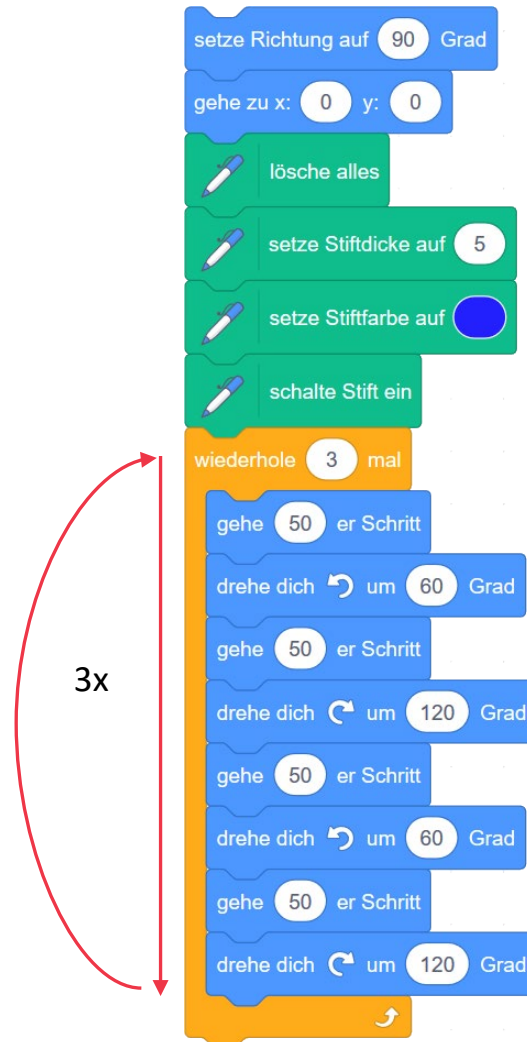 setze Richtung auf 90 Grad
gehe zu x: 0 y: 0
lösche alles
setze Stiftdicke auf 5
setze Stiftfarbe auf
schalte Stift ein
wiederhole 3 mal
gehe 50 er Schritt
drehe dich um 60 Grad
gehe 50 er Schritt
3x
drehe dich um 120 Grad
gehe 50 er Schritt
drehe dich um 60 Grad
gehe 50 er Schritt
drehe dich um 120 Grad